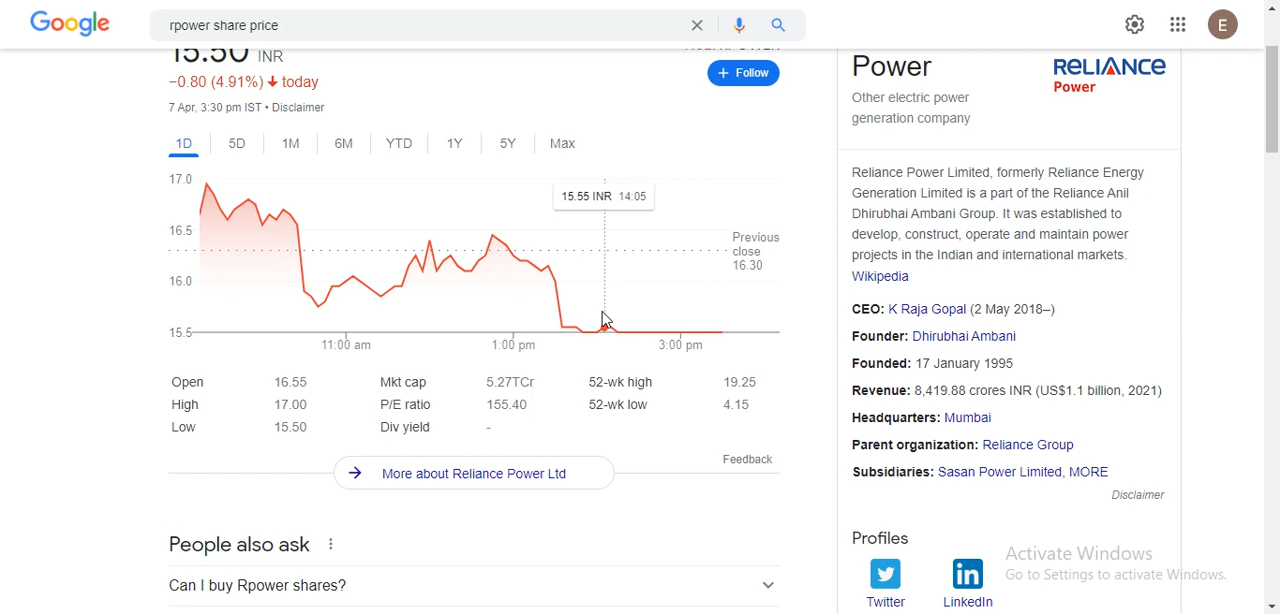 Google
rpower share price
E
15.50 INR
−0.80 (4.91%) today
7 Apr, 3:30 pm IST • Disclaimer
+ Follow
1D 5D 1M 6M YTD 1Y 5Y Max
17.0
16.5
16.0
15.5
15.55 INR 14:05
Previous
close
16.30
11:00 am 1:00 pm 3:00 pm
Open 16.55 Mkt cap 5.27TCr 52-wk high 19.25
High 17.00 P/E ratio 155.40 52-wk low 4.15
Low 15.50 Div yield -
Feedback
More about Reliance Power Ltd
People also ask
Can I buy Rpower shares?
Power
RELIANCE
Power
Other electric power
generation company
Reliance Power Limited, formerly Reliance Energy
Generation Limited is a part of the Reliance Anil
Dhirubhai Ambani Group. It was established to
develop, construct, operate and maintain power
projects in the Indian and international markets.
Wikipedia
CEO: K Raja Gopal (2 May 2018–)
Founder: Dhirubhai Ambani
Founded: 17 January 1995
Revenue: 8,419.88 crores INR (US$1.1 billion, 2021)
Headquarters: Mumbai
Parent organization: Reliance Group
Subsidiaries: Sasan Power Limited, MORE
Disclaimer
Profiles
Twitter
LinkedIn
Activate Windows
Go to Settings to activate Windows.